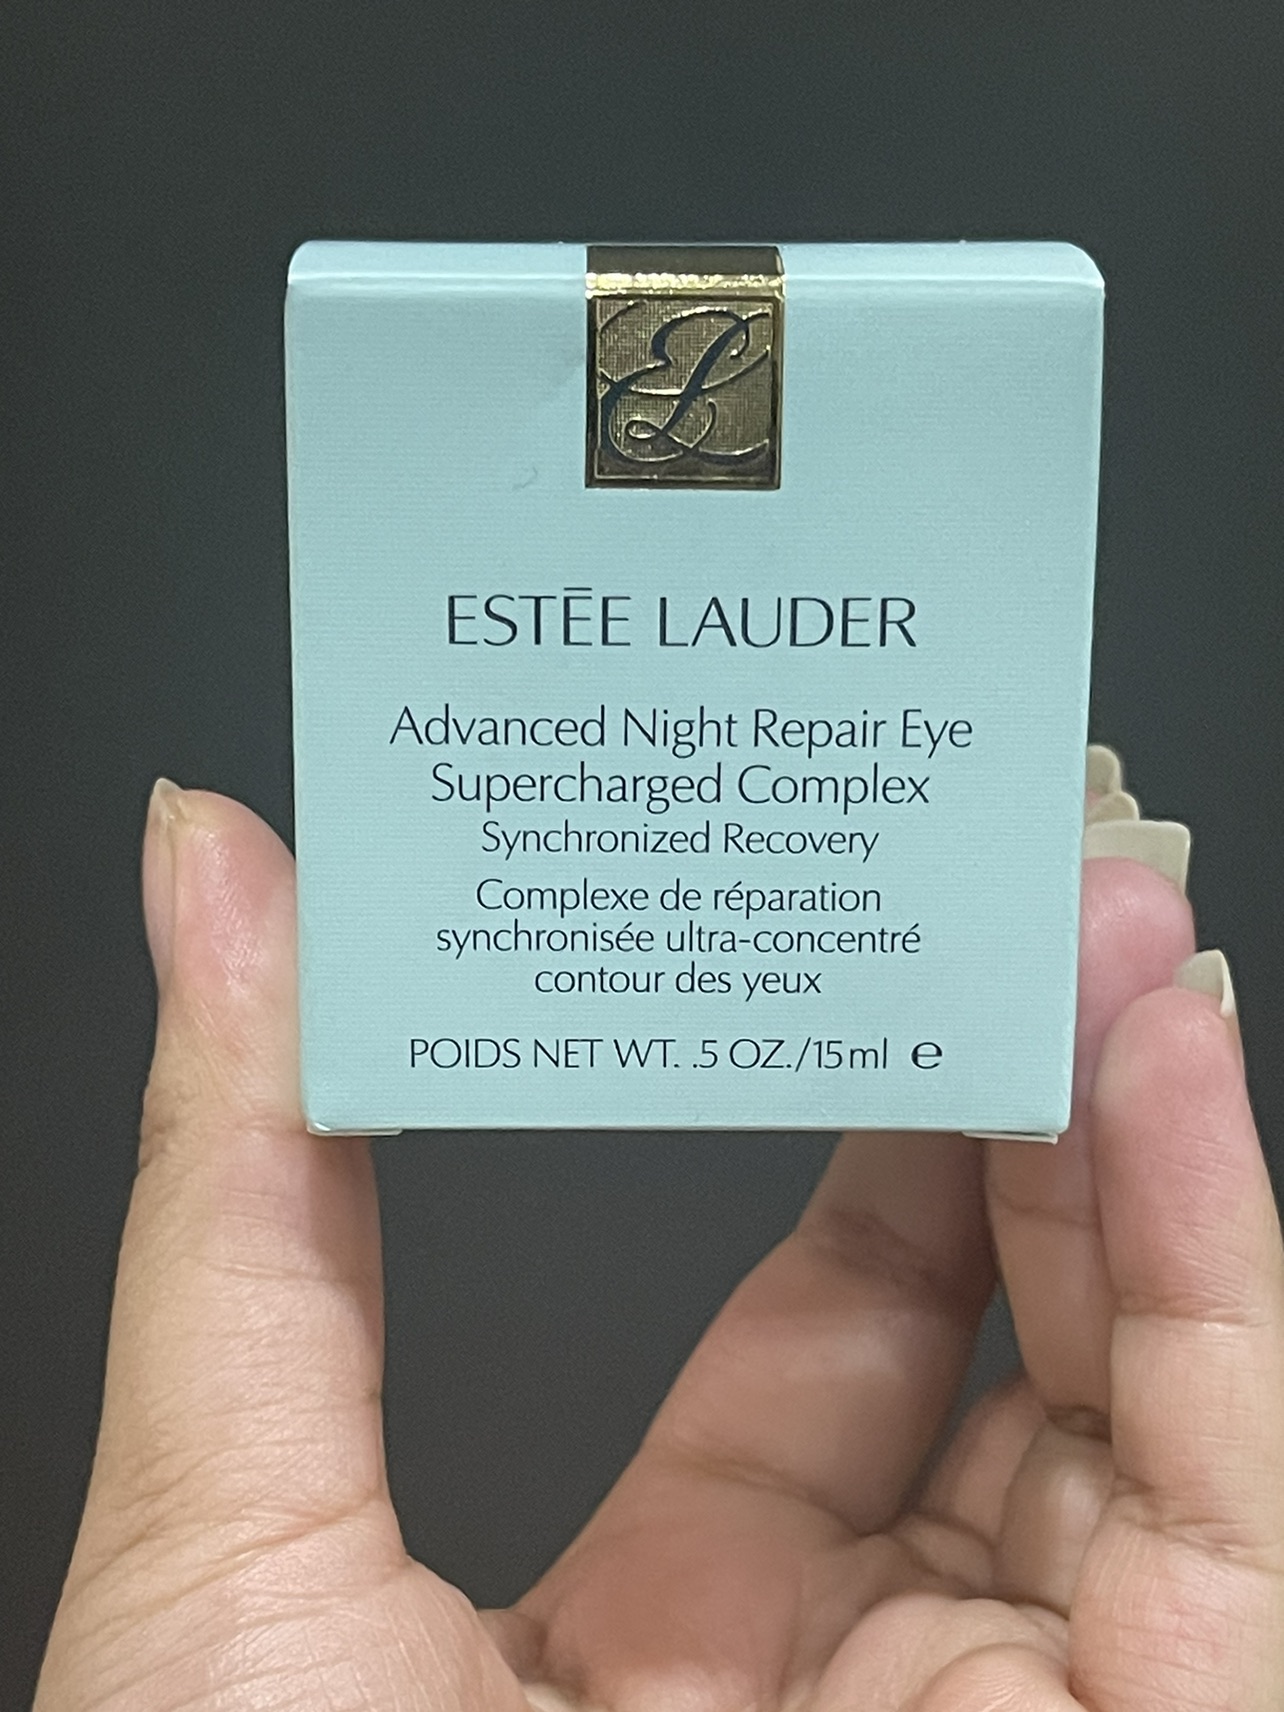 EL
ESTĒE LAUDER
Advanced Night Repair Eye
Supercharged Complex
Synchronized Recovery
Complexe de réparation
synchronisée ultra-concentré
contour des yeux
POIDS NET WT. .5 OZ./15ml ℮